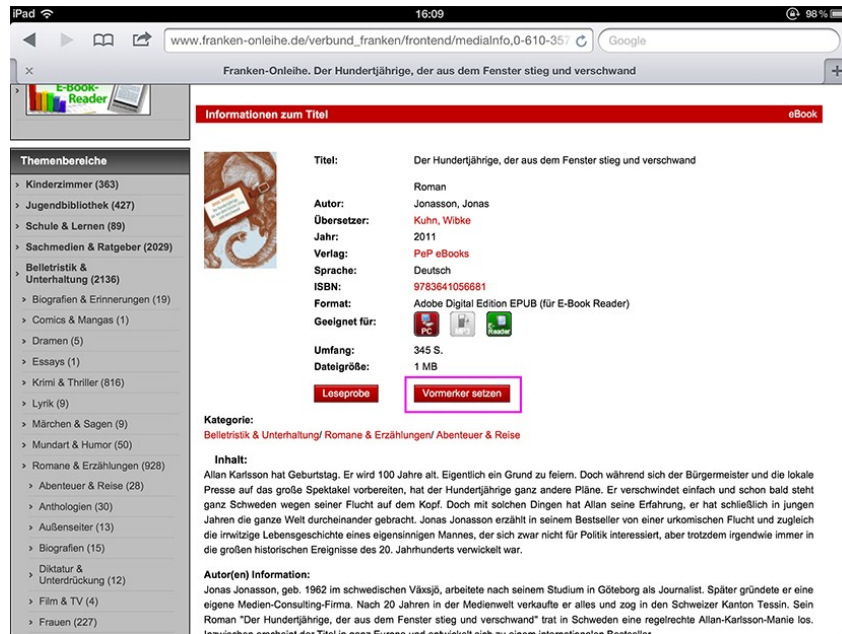 iPad 16:09 98 %
www.franken-onleihe.de/verbund_franken/frontend/mediaInfo,0-610-357 Google
Franken-Onleihe. Der Hundertjährige, der aus dem Fenster stieg und verschwand
E-Book-
Reader
Themenbereiche
Kinderzimmer (363)
Jugendbibliothek (427)
Schule & Lernen (89)
Sachmedien & Ratgeber (2029)
Belletristik &
Unterhaltung (2136)
Biografien & Erinnerungen (19)
Comics & Mangas (1)
Dramen (5)
Essays (1)
Krimi & Thriller (816)
Lyrik (9)
Märchen & Sagen (9)
Mundart & Humor (50)
Romane & Erzählungen (928)
Abenteuer & Reise (28)
Anthologien (30)
Außenseiter (13)
Biografien (15)
Diktatur &
Unterdrückung (12)
Film & TV (4)
Frauen (227)
Informationen zum Titel eBook
Titel: Der Hundertjährige, der aus dem Fenster stieg und verschwand
Roman
Autor: Jonasson, Jonas
Übersetzer: Kuhn, Wibke
Jahr: 2011
Verlag: PeP eBooks
Sprache: Deutsch
ISBN: 9783641056681
Format: Adobe Digital Edition EPUB (für E-Book Reader)
Geeignet für: PC MP3 Reader
Umfang: 345 S.
Dateigröße: 1 MB
Leseprobe Vormerker setzen
Kategorie:
Belletristik & Unterhaltung/ Romane & Erzählungen/ Abenteuer & Reise
Inhalt:
Allan Karlsson hat Geburtstag. Er wird 100 Jahre alt. Eigentlich ein Grund zu feiern. Doch während sich der Bürgermeister und die lokale
Presse auf das große Spektakel vorbereiten, hat der Hundertjährige ganz andere Pläne. Er verschwindet einfach und schon bald steht
ganz Schweden wegen seiner Flucht auf dem Kopf. Doch mit solchen Dingen hat Allan seine Erfahrung, er hat schließlich in jungen
Jahren die ganze Welt durcheinander gebracht. Jonas Jonasson erzählt in seinem Bestseller von einer urkomischen Flucht und zugleich
die irrwitzige Lebensgeschichte eines eigensinnigen Mannes, der sich zwar nicht für Politik interessiert, aber trotzdem irgendwie immer in
die großen historischen Ereignisse des 20. Jahrhunderts verwickelt war.
Autor(en) Information:
Jonas Jonasson, geb. 1962 im schwedischen Växsjö, arbeitete nach seinem Studium in Göteborg als Journalist. Später gründete er eine
eigene Medien-Consulting-Firma. Nach 20 Jahren in der Medienwelt verkaufte er alles und zog in den Schweizer Kanton Tessin. Sein
Roman "Der Hundertjährige, der aus dem Fenster stieg und verschwand" trat in Schweden eine regelrechte Allan-Karlsson-Manie los.
Inzwischen erscheint der Titel in ganz Europa und entwickelt sich zu einem internationalen Bestseller.